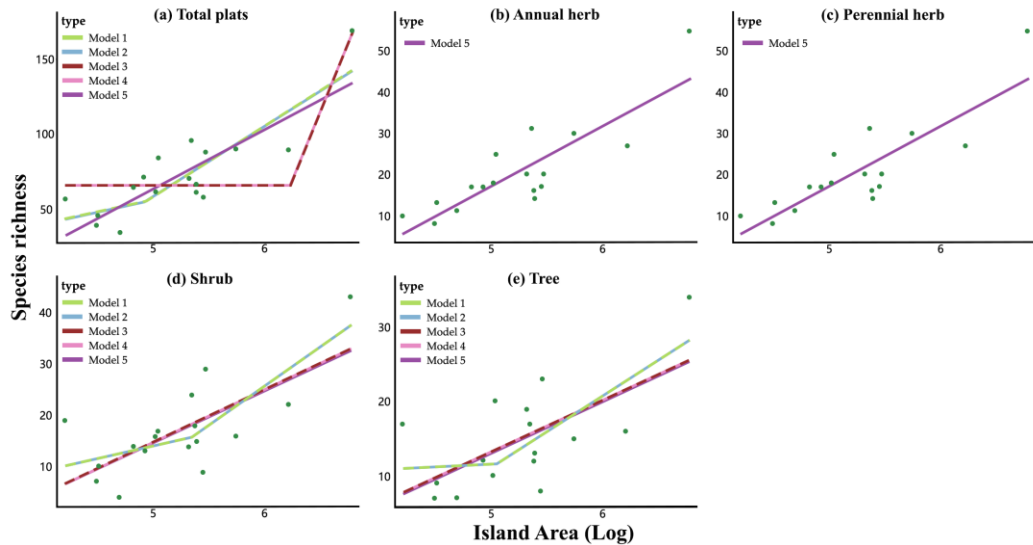 (a) Total plats
type
Model 1
Model 2
Model 3
Model 4
Model 5
150
100
50
5
6
(b) Annual herb
Model 5
50
40
30
20
10
5
6
(c) Perennial herb
Model 5
50
40
30
20
10
5
6
Species richness
(d) Shrub
type
Model 1
Model 2
Model 3
Model 4
Model 5
40
30
20
10
5
6
(e) Tree
type
Model 1
Model 2
Model 3
Model 4
Model 5
30
20
10
5
6
Island Area (Log)